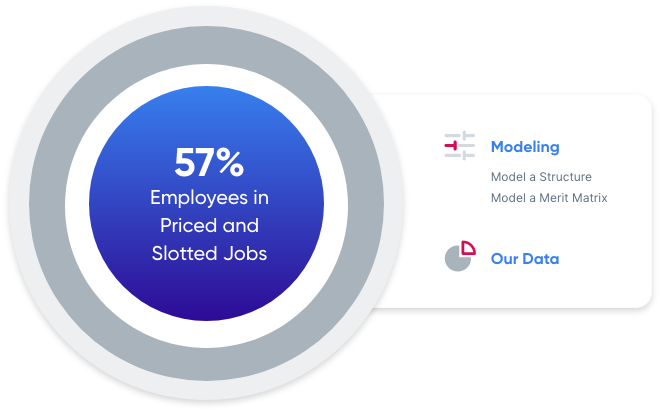 57%
Employees in
Priced and
Slotted Jobs
Modeling
Model a Structure
Model a Merit Matrix
Our Data